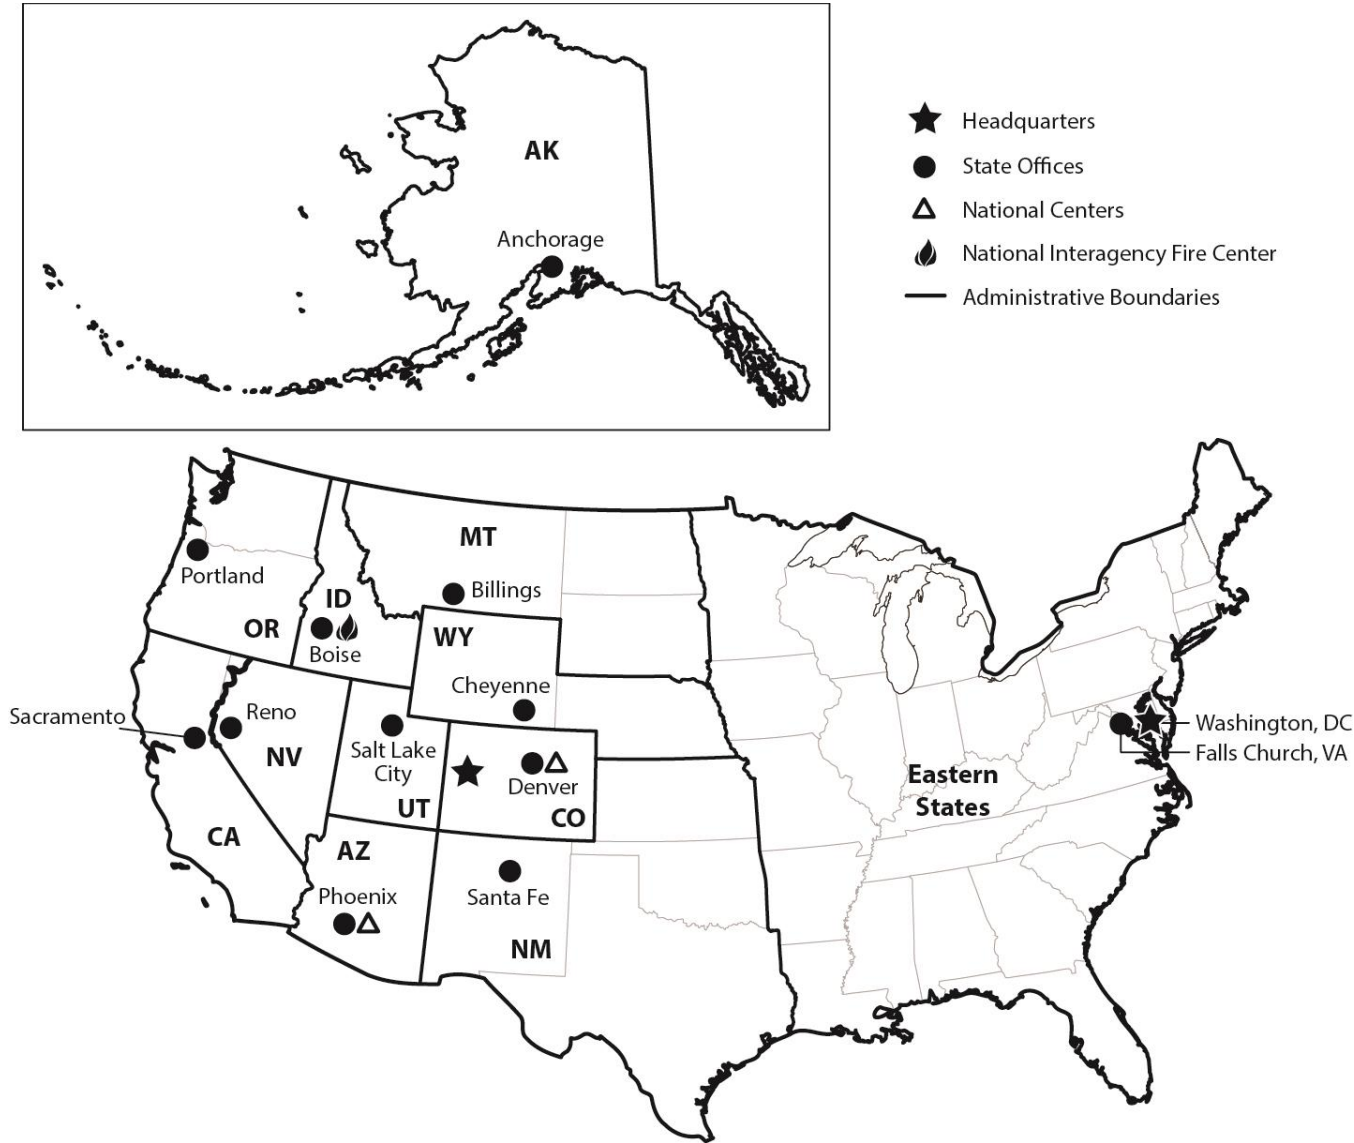 AK
Anchorage
Headquarters
State Offices
National Centers
National Interagency Fire Center
Administrative Boundaries
MT
Portland
Billings
ID
OR
WY
Boise
Cheyenne
Sacramento
Reno
NV
Salt Lake
City
UT
Denver
CO
Washington, DC
Falls Church, VA
Eastern
States
CA
AZ
Phoenix
Santa Fe
NM